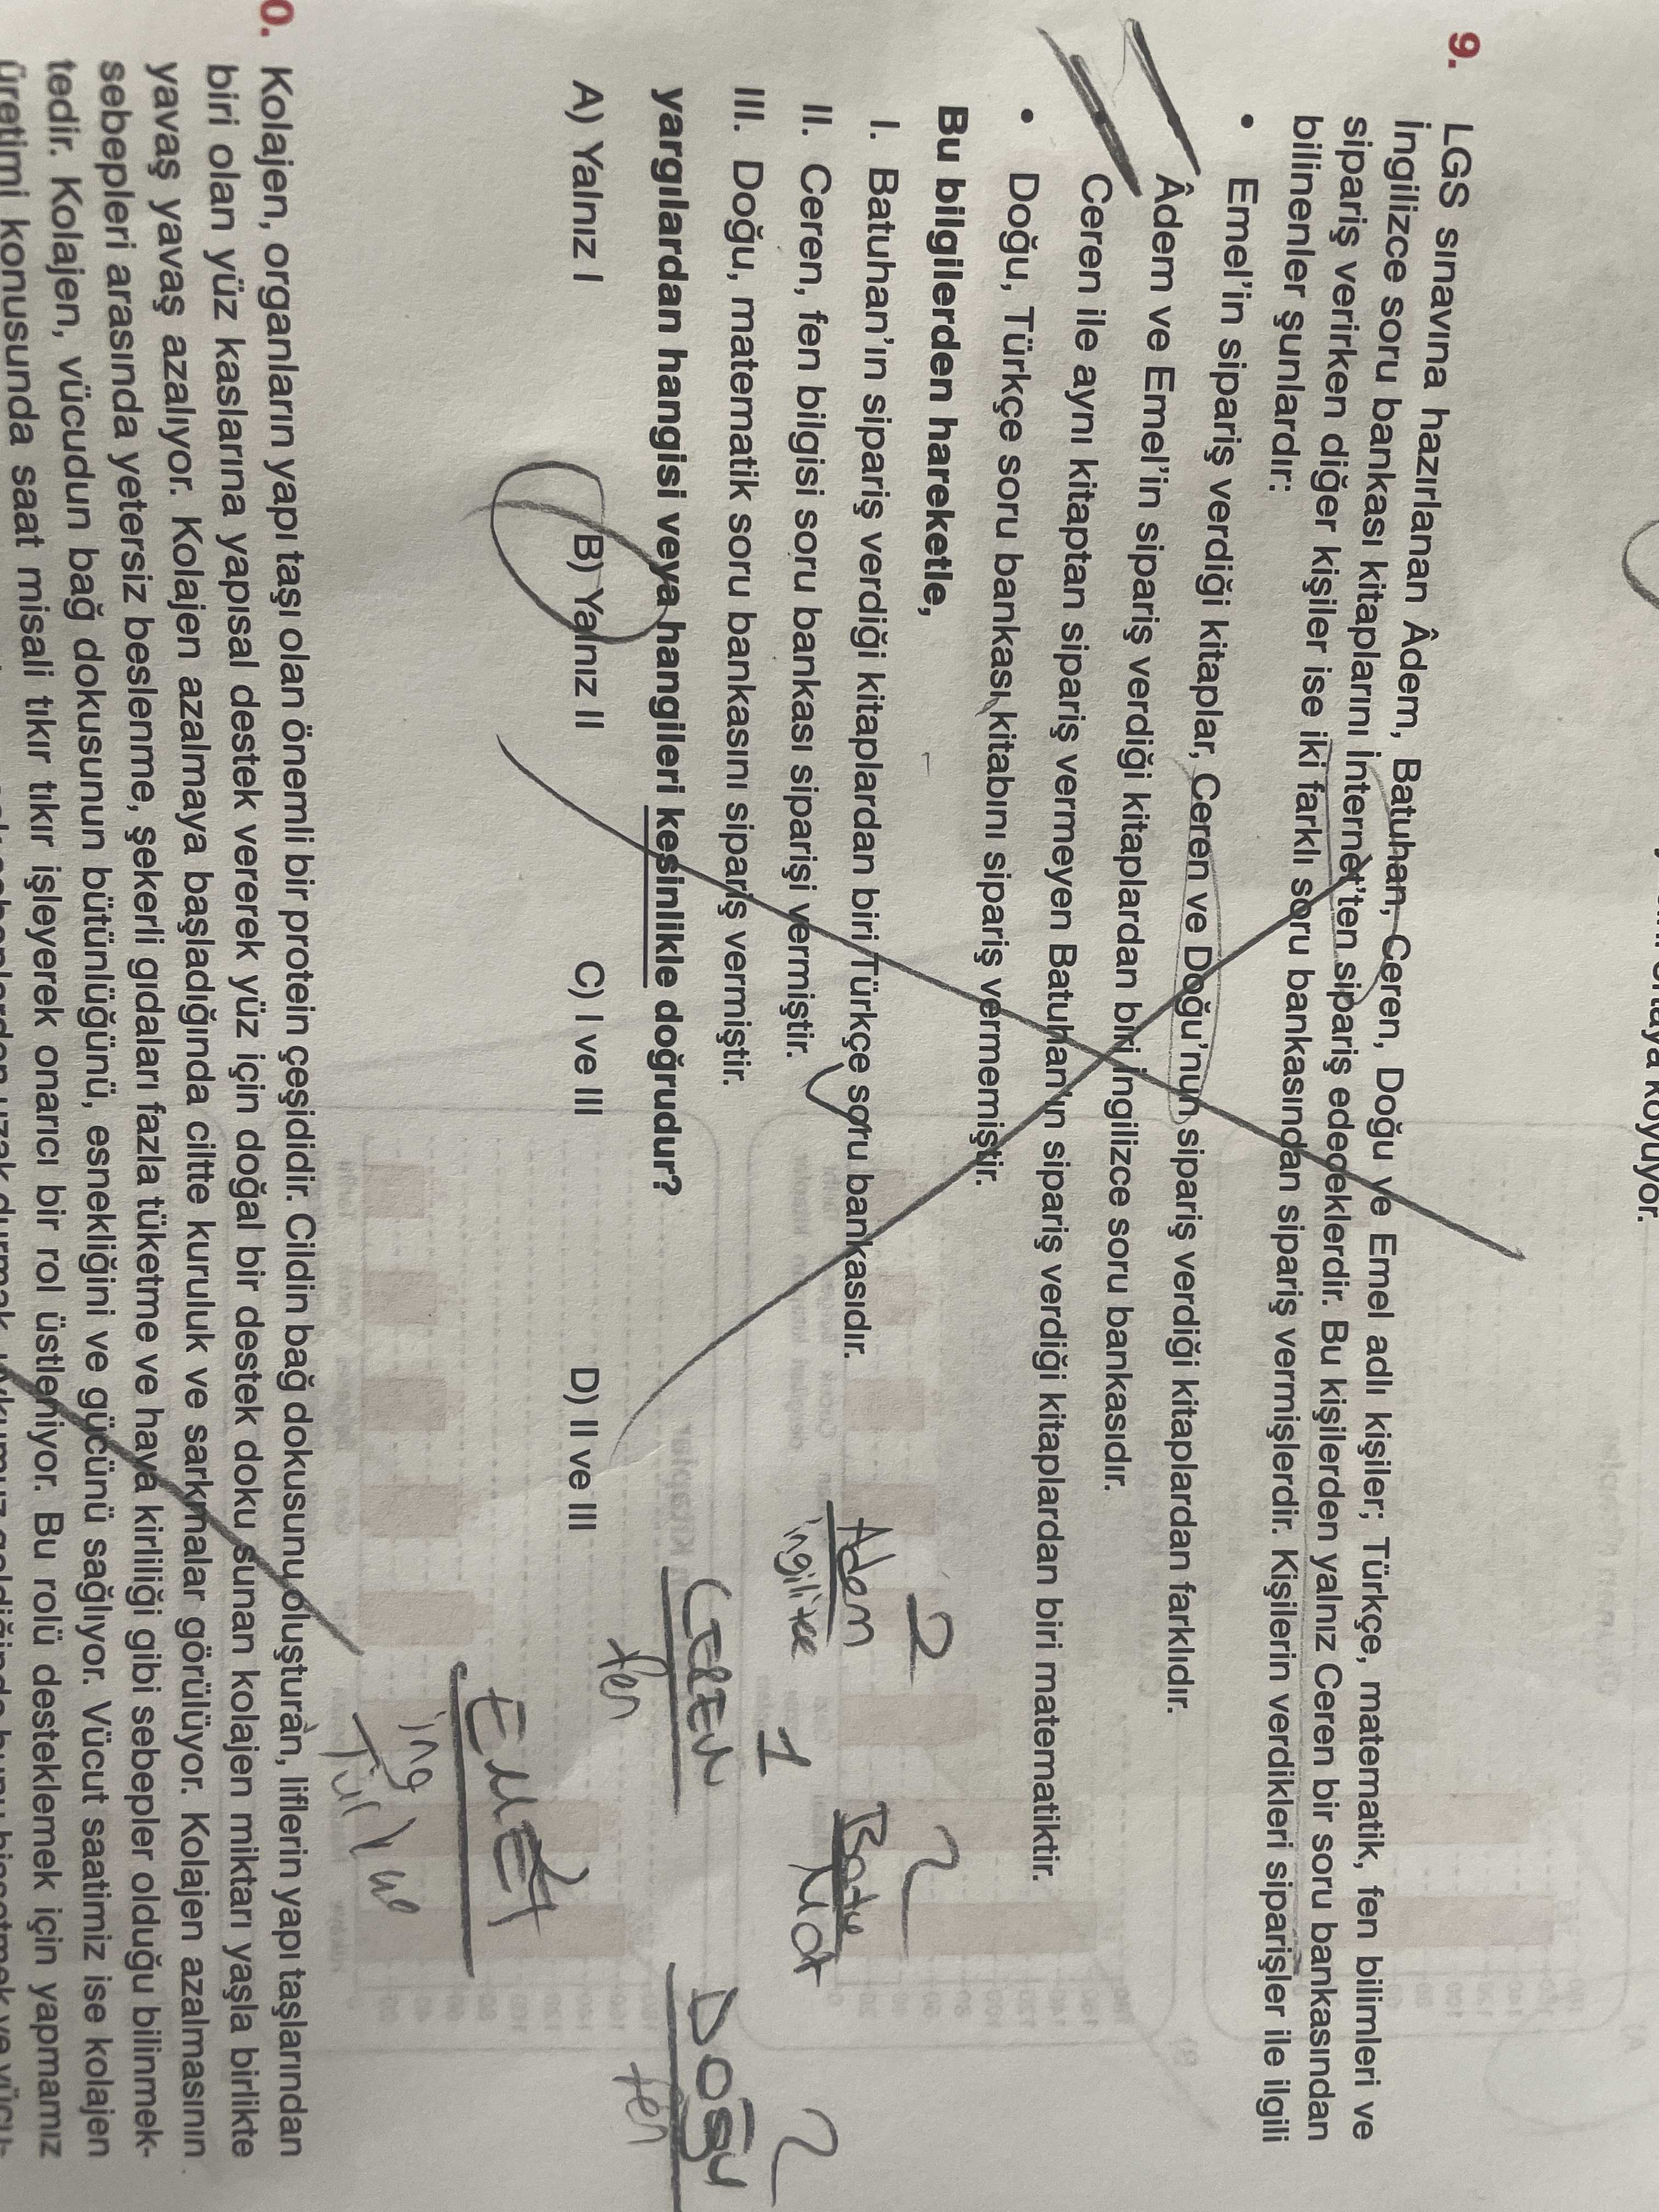 ortaya koyuyor.
9. LGS sınavına hazırlanan Âdem, Batuhan, Ceren, Doğu ve Emel adlı kişiler; Türkçe, matematik, fen bilimleri ve
İngilizce soru bankası kitaplarını İnternet'ten sipariş edeceklerdir. Bu kişilerden yalnız Ceren bir soru bankasından
sipariş verirken diğer kişiler ise iki farklı soru bankasından sipariş vermişlerdir. Kişilerin verdikleri siparişler ile ilgili
bilinenler şunlardır:
• Emel'in sipariş verdiği kitaplar, Ceren ve Doğu'nun sipariş verdiği kitaplardan farklıdır.
Âdem ve Emel'in sipariş verdiği kitaplardan biri İngilizce soru bankasıdır.
Ceren ile aynı kitaptan sipariş vermeyen Batuhan'ın sipariş verdiği kitaplardan biri matematiktir.
• Doğu, Türkçe soru bankası kitabını sipariş vermemiştir.
Bu bilgilerden hareketle,
I. Batuhan'ın sipariş verdiği kitaplardan biri Türkçe soru bankasıdır.
II. Ceren, fen bilgisi soru bankası siparişi vermiştir.
III. Doğu, matematik soru bankasını sipariş vermiştir.
yargılardan hangisi veya hangileri kesinlikle doğrudur?
A) Yalnız I B) Yalnız II C) I ve III D) II ve III
2 2
Adem Batu
ingilizce Mat
1 2
CEREN DOĞU
fen fen
EMEL
ing
Türkçe
0. Kolajen, organların yapı taşı olan önemli bir protein çeşididir. Cildin bağ dokusunu oluşturan, liflerin yapı taşlarından
biri olan yüz kaslarına yapısal destek vererek yüz için doğal bir destek doku sunan kolajen miktarı yaşla birlikte
yavaş yavaş azalıyor. Kolajen azalmaya başladığında ciltte kuruluk ve sarkmalar görülüyor. Kolajen azalmasının
sebepleri arasında yetersiz beslenme, şekerli gıdaları fazla tüketme ve hava kirliliği gibi sebepler olduğu bilinmek-
tedir. Kolajen, vücudun bağ dokusunun bütünlüğünü, esnekliğini ve gücünü sağlıyor. Vücut saatimiz ise kolajen
üretimi konusunda saat misali tıkır tıkır işleyerek onarıcı bir rol üstleniyor. Bu rolü desteklemek için yapmamız